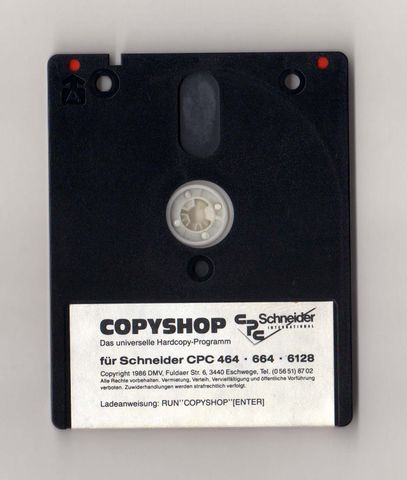 A
COPYSHOP
CPC Schneider
INTERNATIONAL
Das universelle Hardcopy-Programm
für Schneider CPC 464 · 664 · 6128
Copyright 1986 DMV, Fuldaer Str. 6, 3440 Eschwege, Tel. (0 56 51) 87 02
Alle Rechte vorbehalten. Vermietung, Verleih, Vervielfältigung und öffentliche Vorführung
verboten. Zuwiderhandlungen werden strafrechtlich verfolgt.
Ladeanweisung: RUN''COPYSHOP''[ENTER]